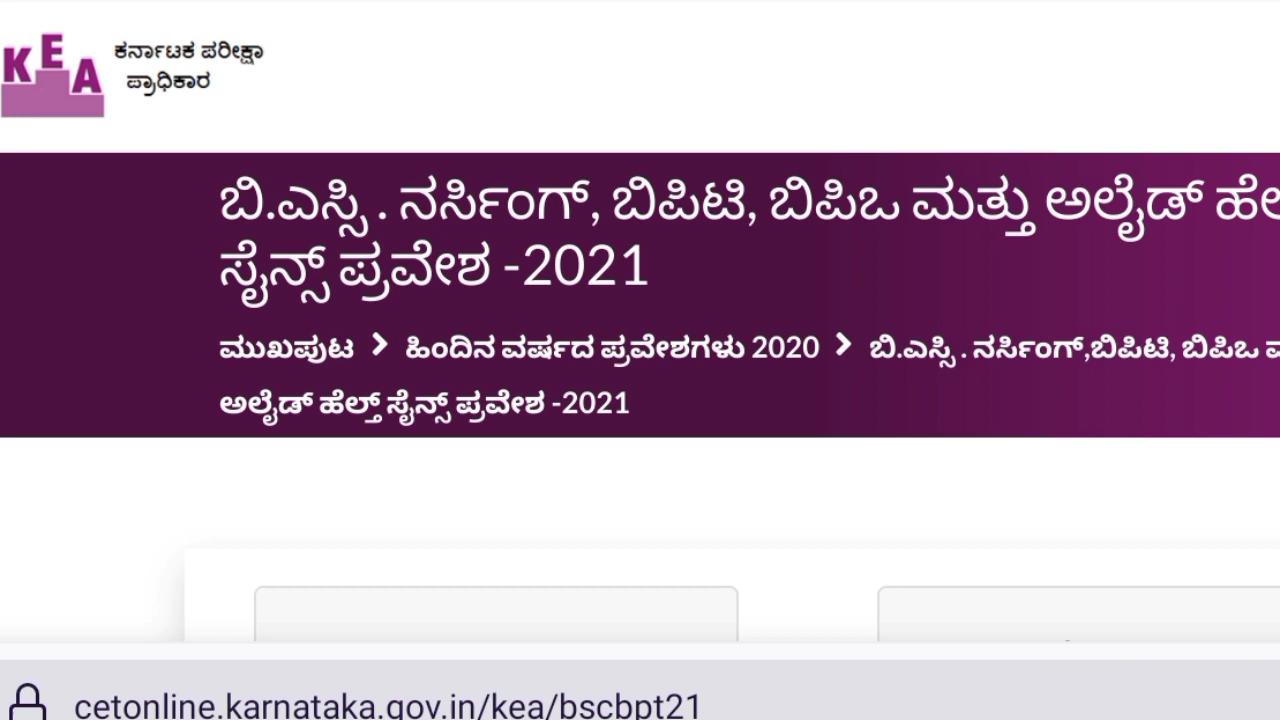 KEA
ಕರ್ನಾಟಕ ಪರೀಕ್ಷಾ
ಪ್ರಾಧಿಕಾರ
ಬಿ.ಎಸ್ಸಿ . ನರ್ಸಿಂಗ್, ಬಿಪಿಟಿ, ಬಿಪಿಒ ಮತ್ತು ಅಲೈಡ್
ಸೈನ್ಸ್ ಪ್ರವೇಶ -2021
ಮುಖಪುಟ > ಹಿಂದಿನ ವರ್ಷದ ಪ್ರವೇಶಗಳು 2020 > ಬಿ.ಎಸ್ಸಿ . ನರ್ಸಿಂಗ್,ಬಿಪಿಟಿ, ಬಿಪಿಒ
ಅಲೈಡ್ ಹೆಲ್ತ್ ಸೈನ್ಸ್ ಪ್ರವೇಶ -2021
cetonline.karnataka.gov.in/kea/bscbpt21